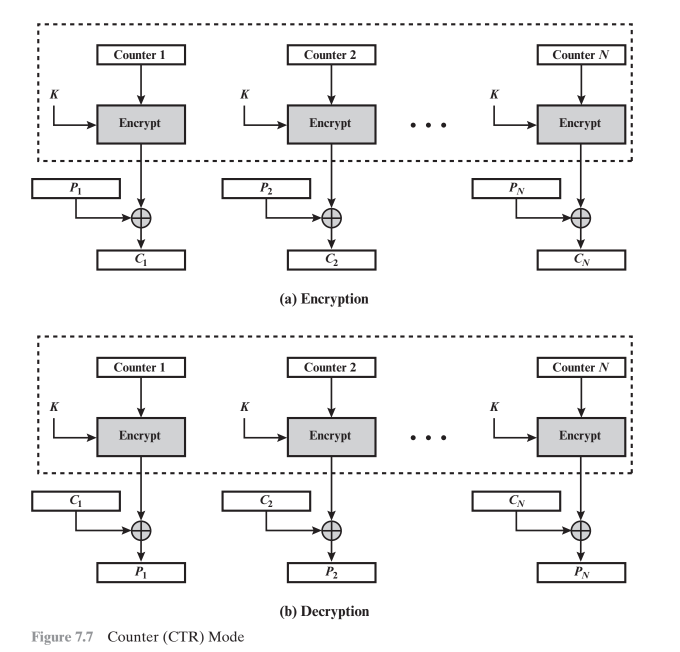 Counter 1 Counter 2 Counter N
K K K
Encrypt Encrypt • • • Encrypt
P1 P2 PN
C1 C2 CN
(a) Encryption
Counter 1 Counter 2 Counter N
K K K
Encrypt Encrypt • • • Encrypt
C1 C2 CN
P1 P2 PN
(b) Decryption
Figure 7.7 Counter (CTR) Mode